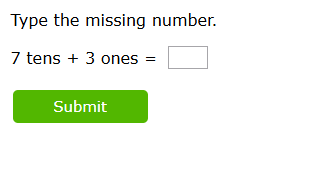 Type the missing number.
7 tens + 3 ones =
Submit